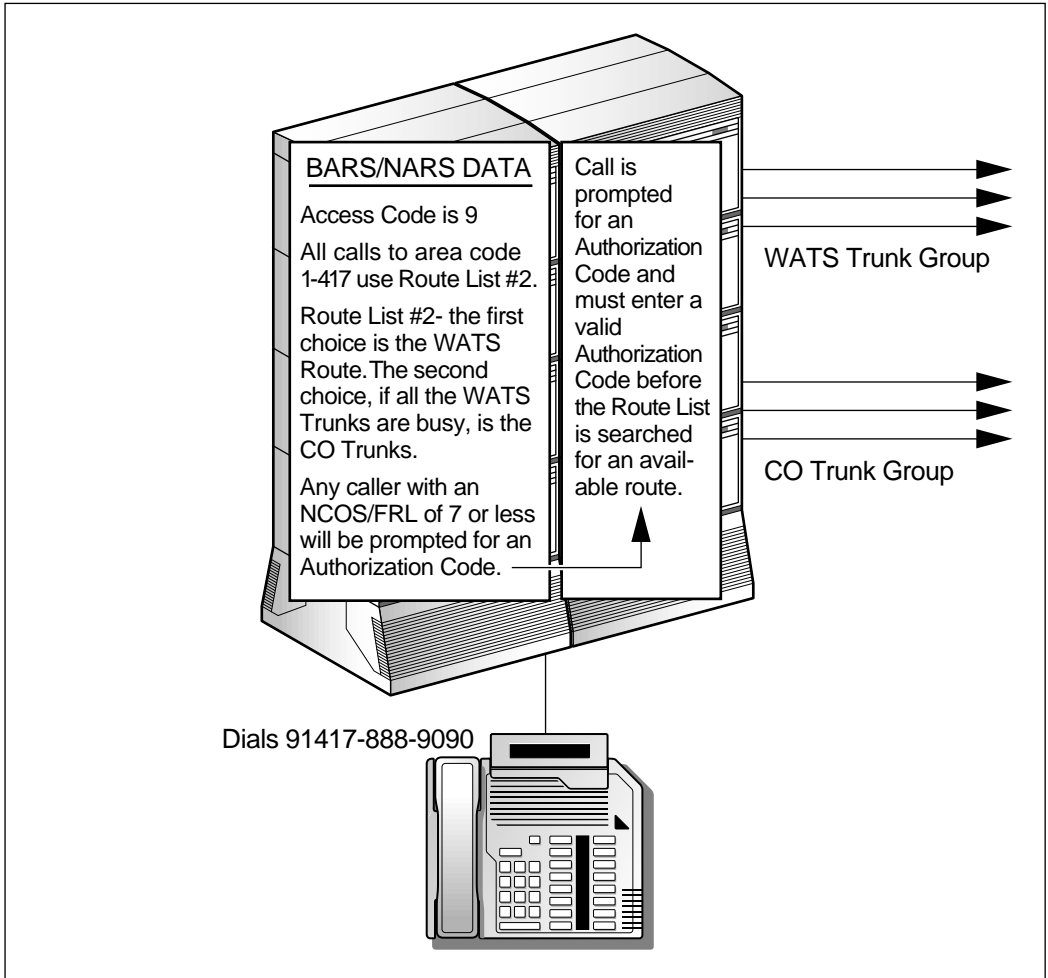 BARS/NARS DATA
Access Code is 9
All calls to area code
1-417 use Route List #2.
Route List #2- the first
choice is the WATS
Route. The second
choice, if all the WATS
Trunks are busy, is the
CO Trunks.
Any caller with an
NCOS/FRL of 7 or less
will be prompted for an
Authorization Code.
Call is
prompted
for an
Authorization
Code and
must enter a
valid
Authorization
Code before
the Route List
is searched
for an avail-
able route.
WATS Trunk Group
CO Trunk Group
Dials 91417-888-9090